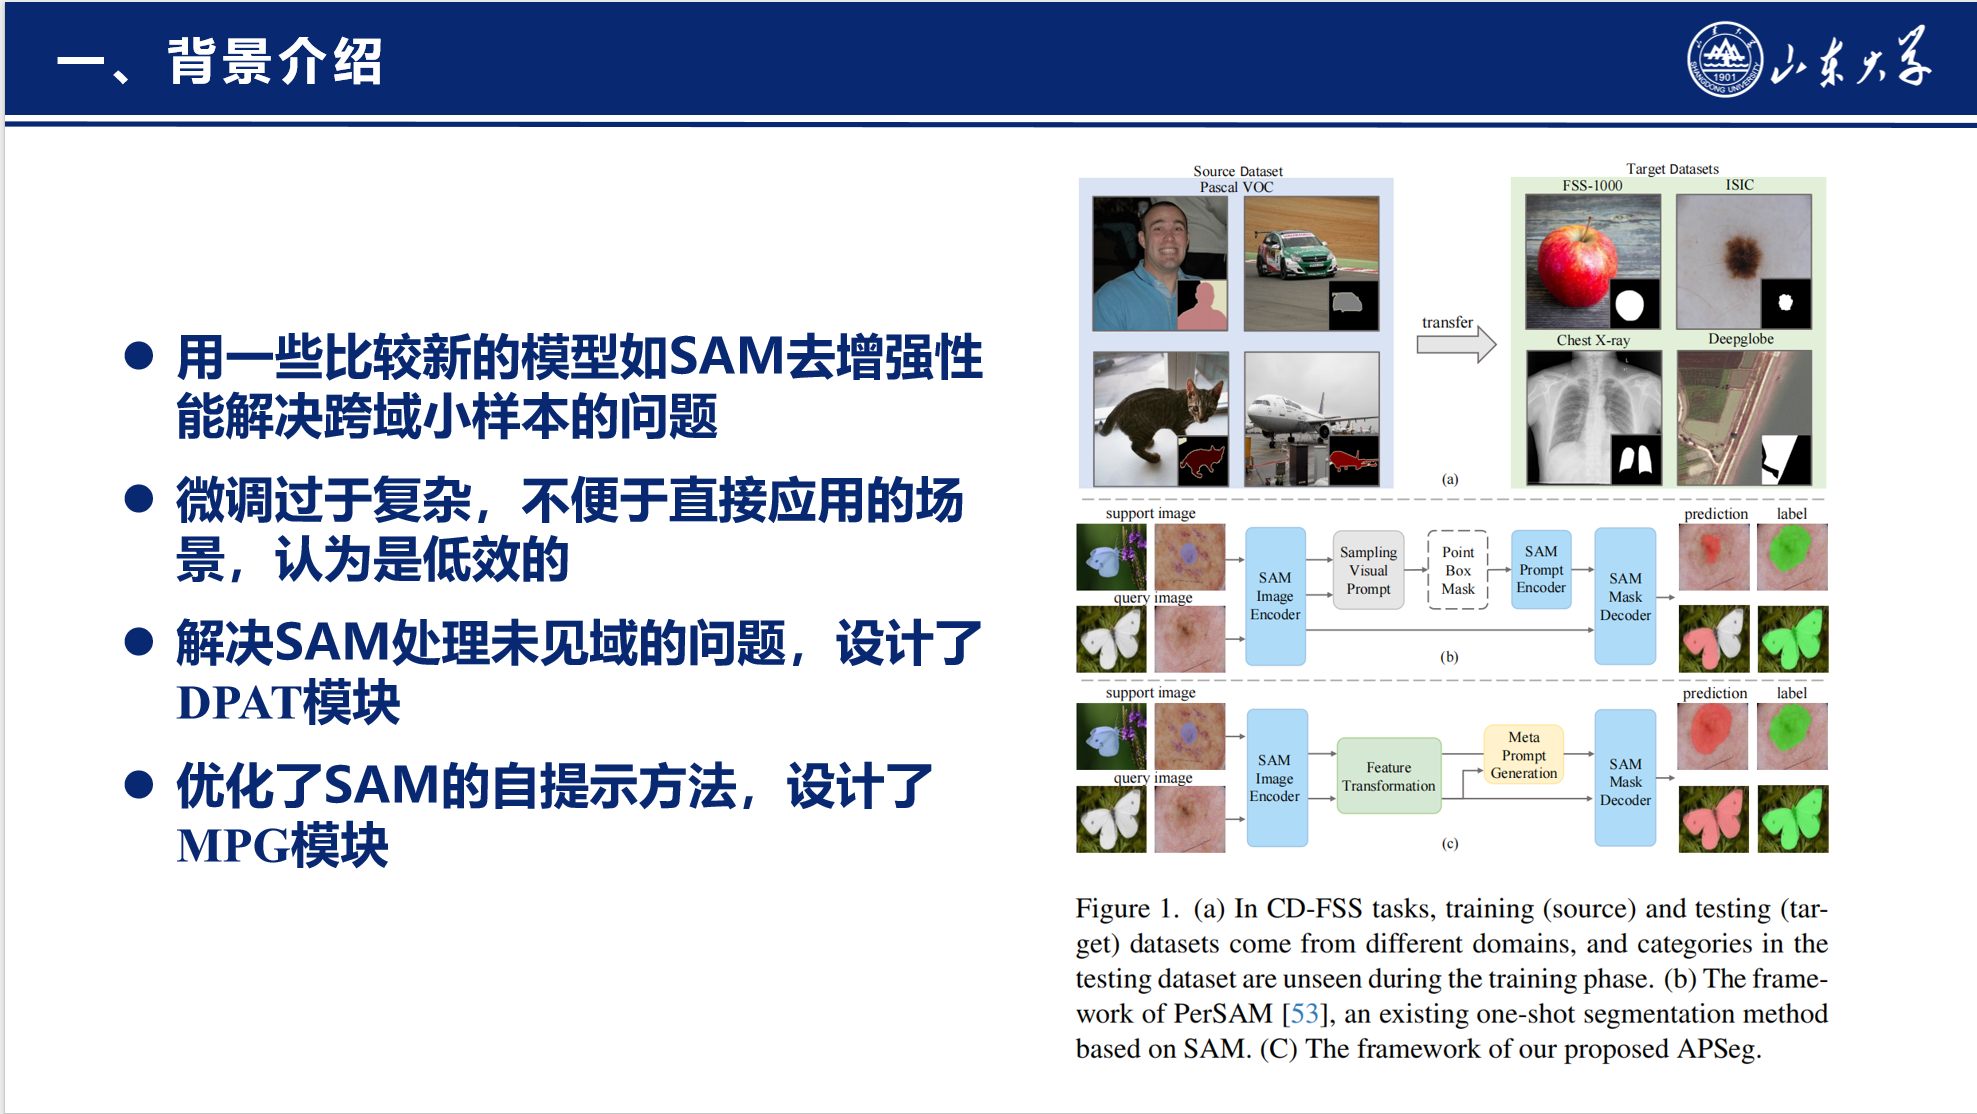 一、背景介绍
SHANDONG UNIVERSITY
1901
山东大学
用一些比较新的模型如SAM去增强性
能解决跨域小样本的问题
微调过于复杂，不便于直接应用的场
景，认为是低效的
解决SAM处理未见域的问题，设计了
DPAT模块
优化了SAM的自提示方法，设计了
MPG模块
Source Dataset
Pascal VOC
transfer
Target Datasets
FSS-1000
ISIC
Chest X-ray
Deepglobe
(a)
support image
query image
SAM
Image
Encoder
Sampling
Visual
Prompt
Point
Box
Mask
SAM
Prompt
Encoder
SAM
Mask
Decoder
prediction
label
(b)
support image
query image
SAM
Image
Encoder
Feature
Transformation
Meta
Prompt
Generation
SAM
Mask
Decoder
prediction
label
(c)
Figure 1. (a) In CD-FSS tasks, training (source) and testing (tar-
get) datasets come from different domains, and categories in the
testing dataset are unseen during the training phase. (b) The frame-
work of PerSAM [53], an existing one-shot segmentation method
based on SAM. (C) The framework of our proposed APSeg.